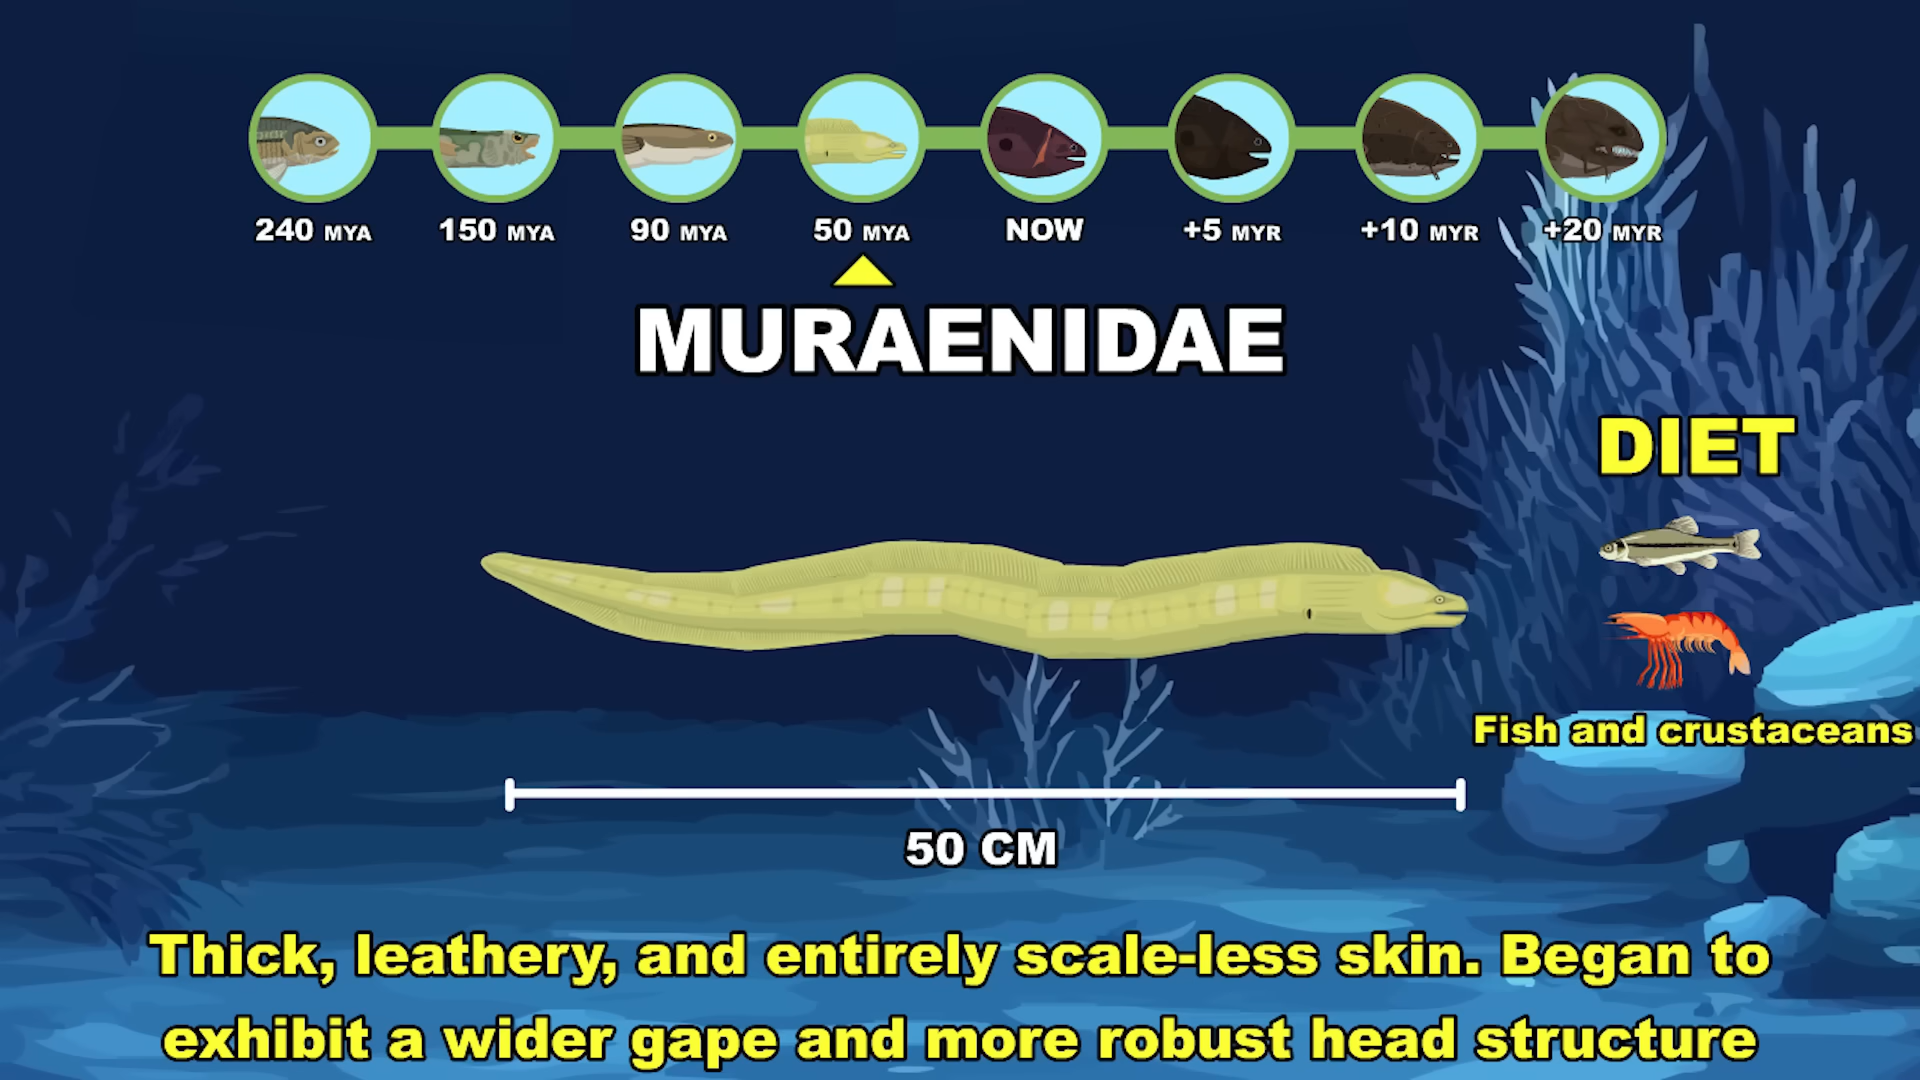 240 MYA 150 MYA 90 MYA 50 MYA NOW +5 MYR +10 MYR +20 MYR
MURAENIDAE
DIET
Fish and crustaceans
50 CM
Thick, leathery, and entirely scale-less skin. Began to
exhibit a wider gape and more robust head structure